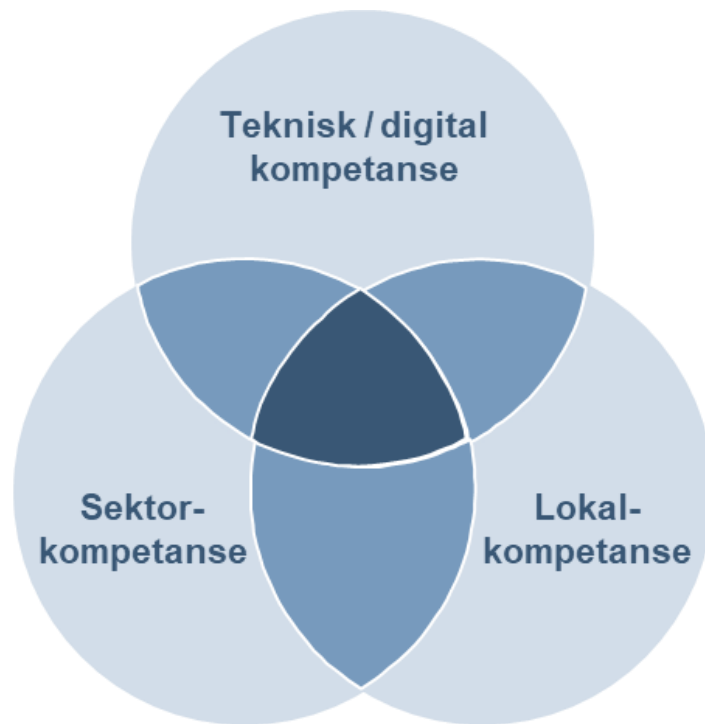 Teknisk / digital
kompetanse
Sektor-
kompetanse
Lokal-
kompetanse